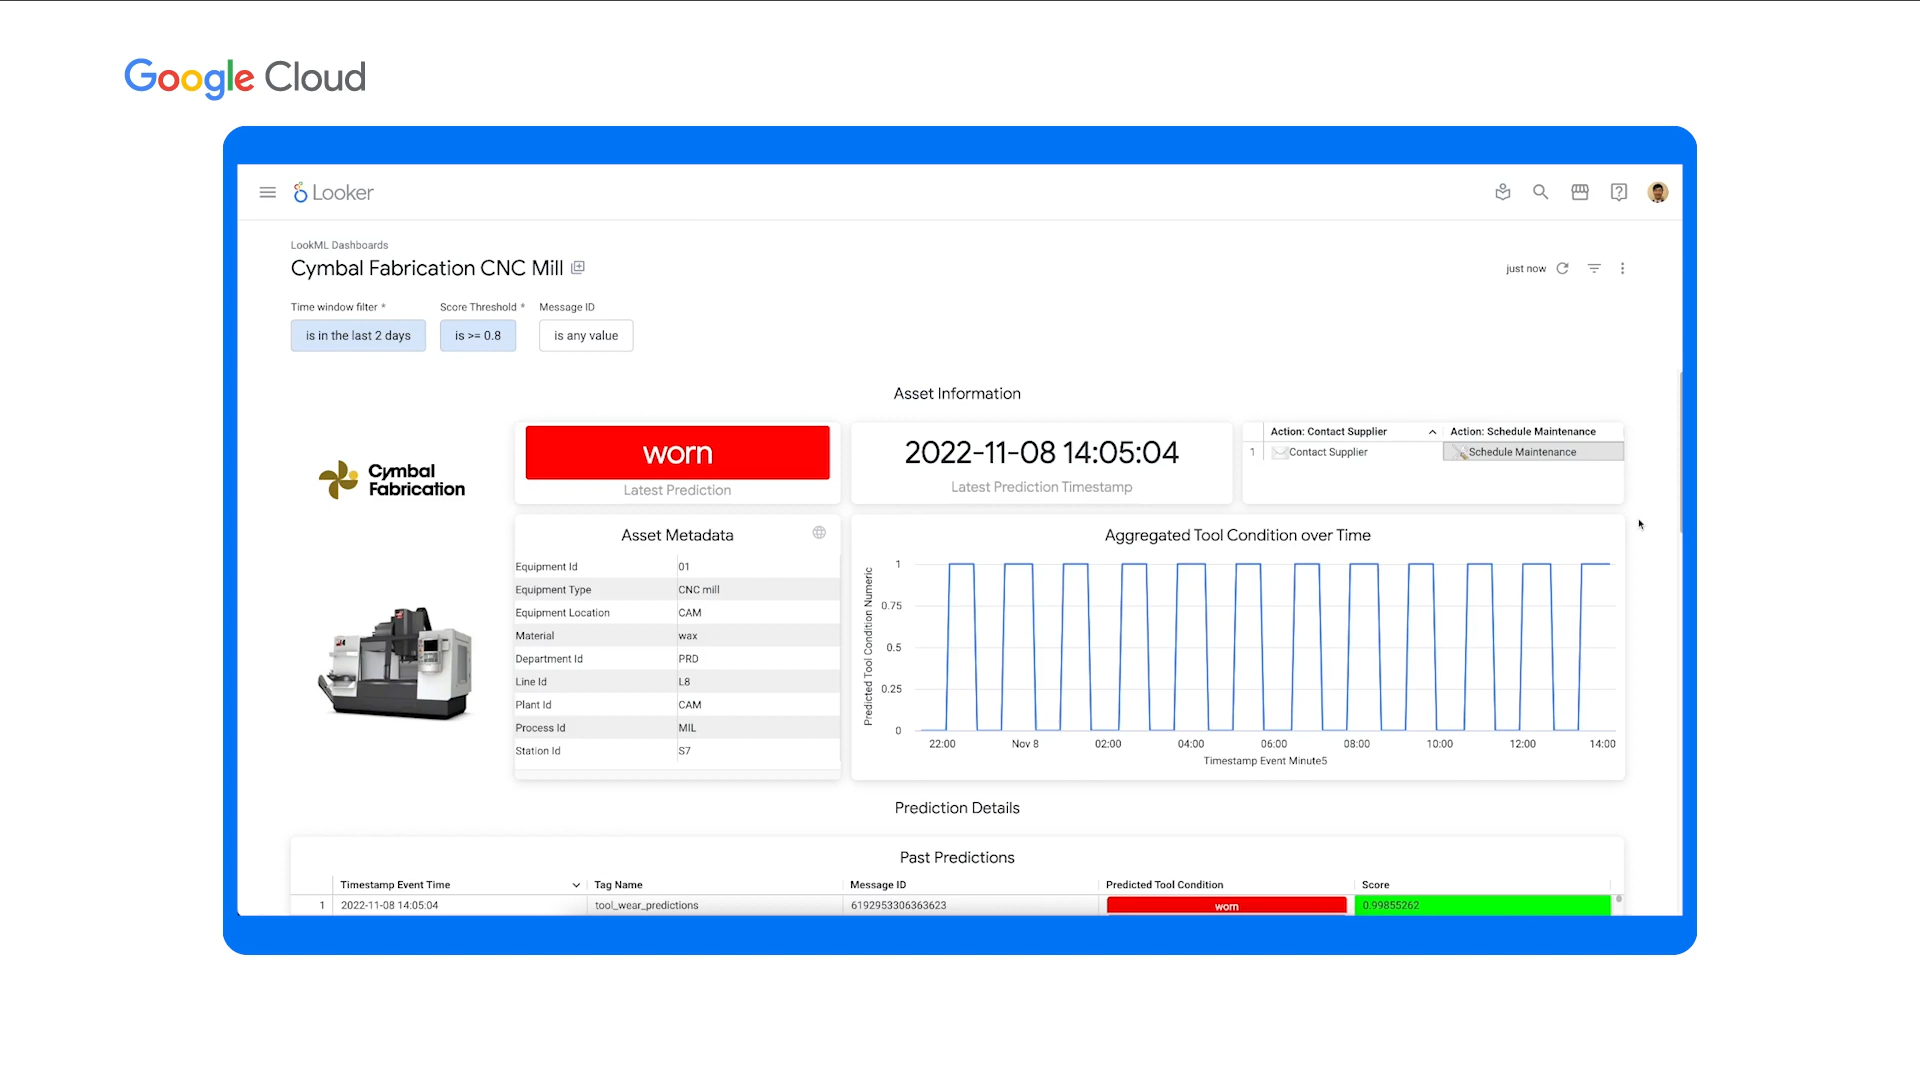 Google Cloud
Looker
LookML Dashboards
Cymbal Fabrication CNC Mill
just now
Time window filter *
Score Threshold *
Message ID
is in the last 2 days
is >= 0.8
is any value
Asset Information
Cymbal
Fabrication
worn
Latest Prediction
2022-11-08 14:05:04
Latest Prediction Timestamp
Action: Contact Supplier
Action: Schedule Maintenance
1
Contact Supplier
Schedule Maintenance
Asset Metadata
Equipment Id 01
Equipment Type CNC mill
Equipment Location CAM
Material wax
Department Id PRD
Line Id L8
Plant Id CAM
Process Id MIL
Station Id S7
Aggregated Tool Condition over Time
Predicted Tool Condition Numeric
1
0.75
0.5
0.25
0
22:00 Nov 8 02:00 04:00 06:00 08:00 10:00 12:00 14:00
Timestamp Event Minute5
Prediction Details
Past Predictions
Timestamp Event Time Tag Name Message ID Predicted Tool Condition Score
1 2022-11-08 14:05:04 tool_wear_predictions 6192953306363623 worn 0.99855262